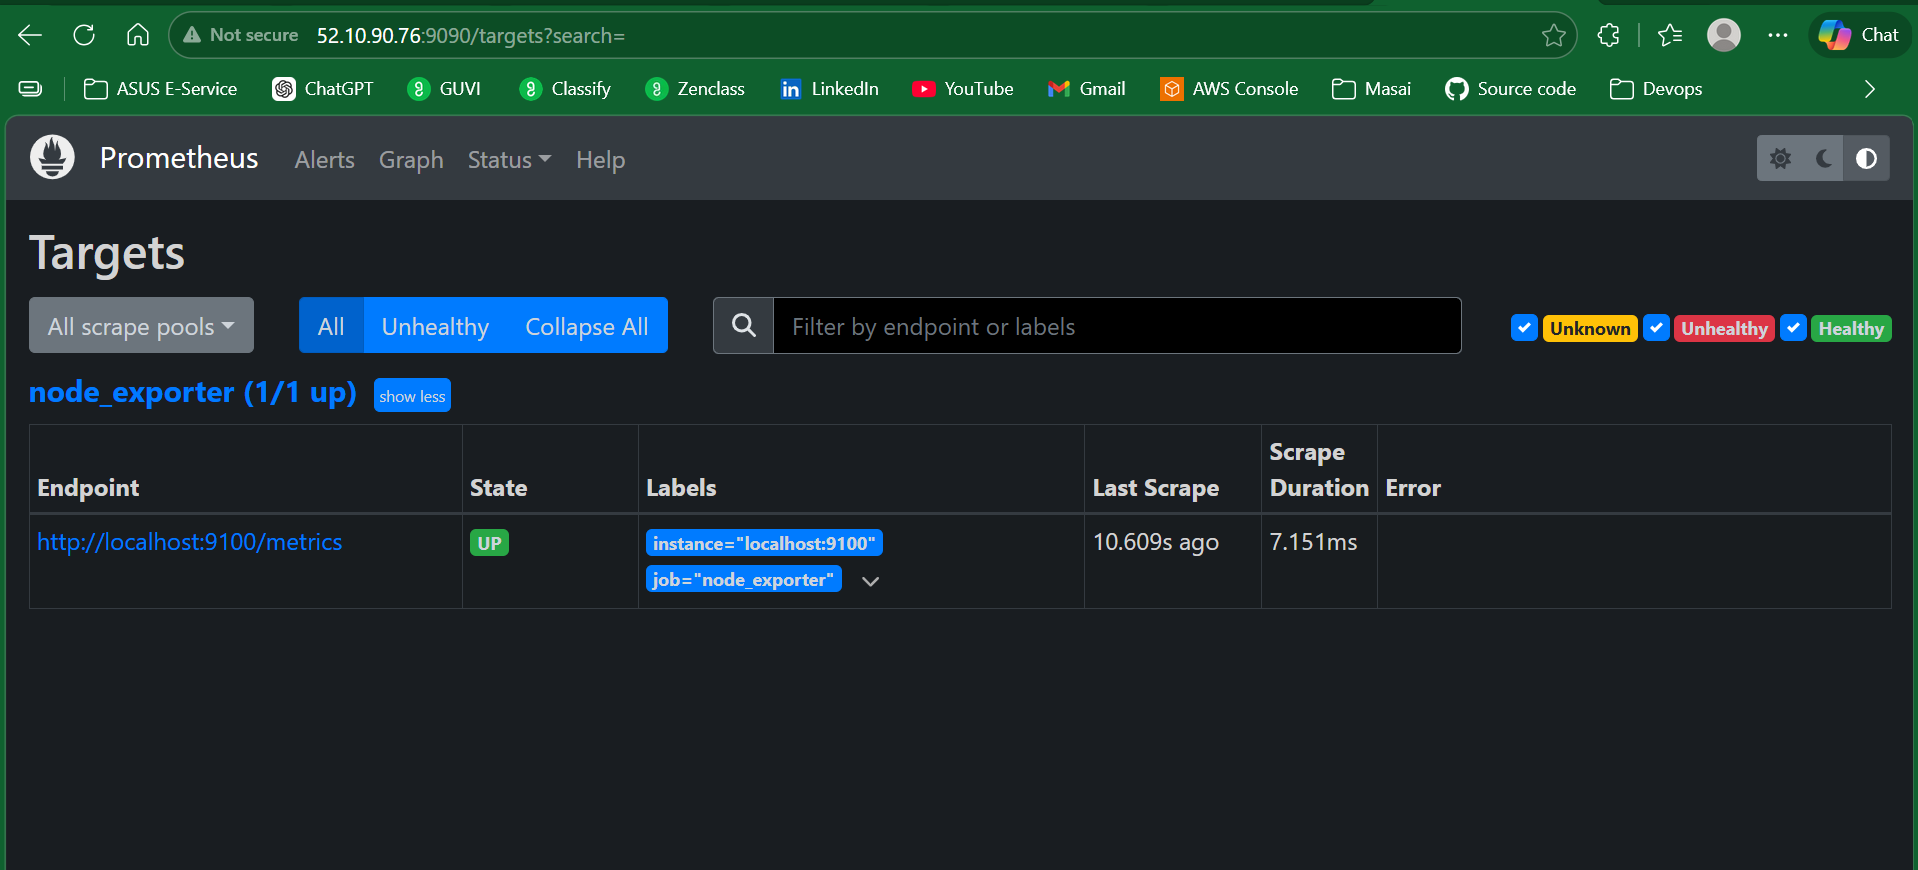 Not secure 52.10.90.76:9090/targets?search= Chat
ASUS E-Service ChatGPT GUVI Classify Zenclass LinkedIn YouTube Gmail AWS Console Masai Source code Devops
Prometheus Alerts Graph Status Help
Targets
All scrape pools All Unhealthy Collapse All Filter by endpoint or labels Unknown Unhealthy Healthy
node_exporter (1/1 up) show less
Endpoint State Labels Last Scrape Scrape Duration Error
http://localhost:9100/metrics UP instance="localhost:9100" 10.609s ago 7.151ms
job="node_exporter"